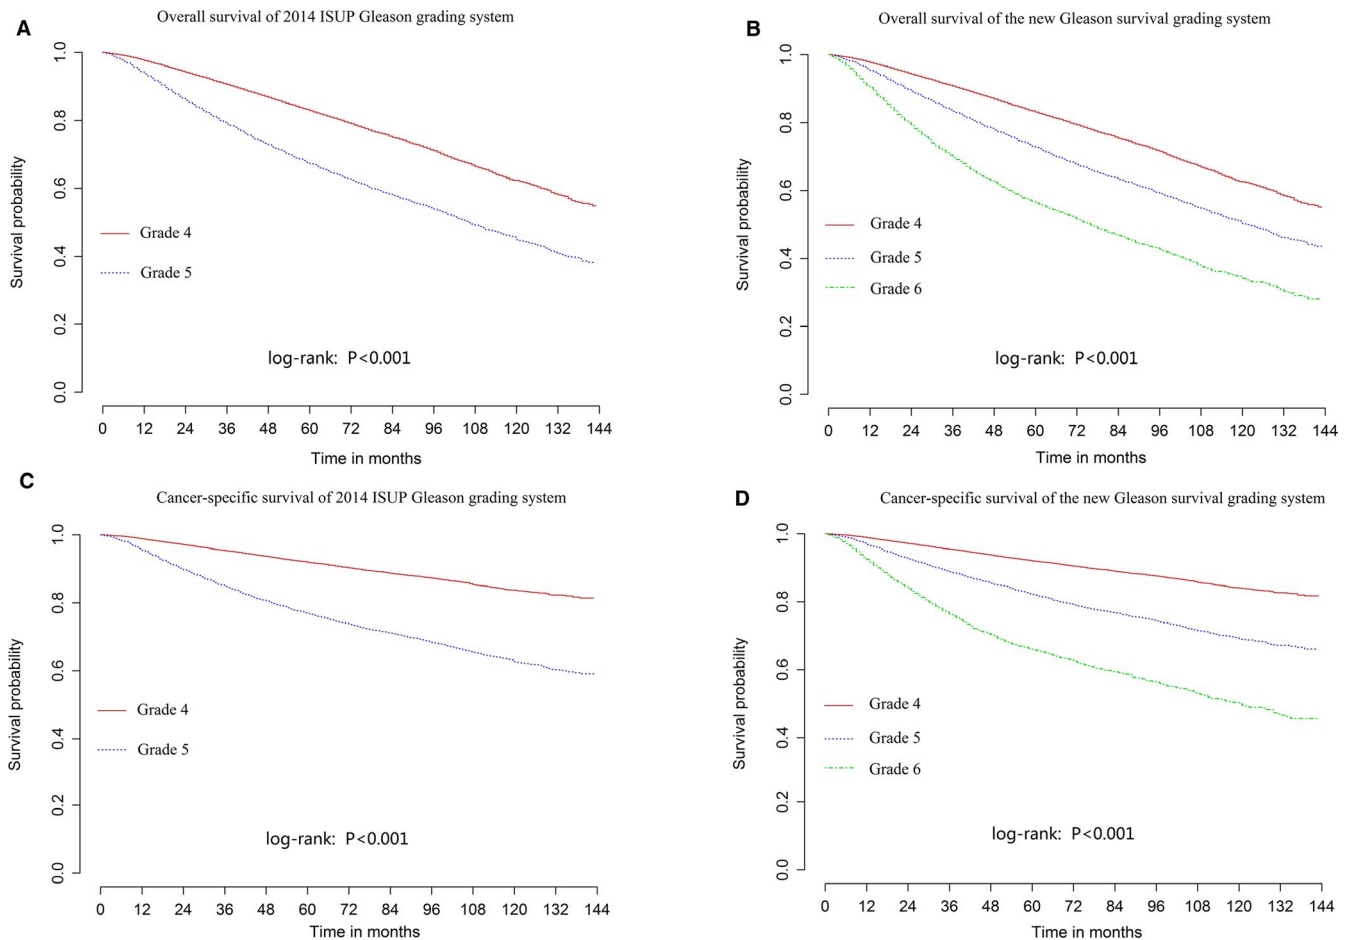 A
Overall survival of 2014 ISUP Gleason grading system
Survival probability
1.0
0.8
0.6
0.4
0.2
0.0
Grade 4
Grade 5
log-rank: P<0.001
0 12 24 36 48 60 72 84 96 108 120 132 144
Time in months
B
Overall survival of the new Gleason survival grading system
Survival probability
1.0
0.8
0.6
0.4
0.2
0.0
Grade 4
Grade 5
Grade 6
log-rank: P<0.001
0 12 24 36 48 60 72 84 96 108 120 132 144
Time in months
C
Cancer-specific survival of 2014 ISUP Gleason grading system
Survival probability
1.0
0.8
0.6
0.4
0.2
0.0
Grade 4
Grade 5
log-rank: P<0.001
0 12 24 36 48 60 72 84 96 108 120 132 144
Time in months
D
Cancer-specific survival of the new Gleason survival grading system
Survival probability
1.0
0.8
0.6
0.4
0.2
0.0
Grade 4
Grade 5
Grade 6
log-rank: P<0.001
0 12 24 36 48 60 72 84 96 108 120 132 144
Time in months